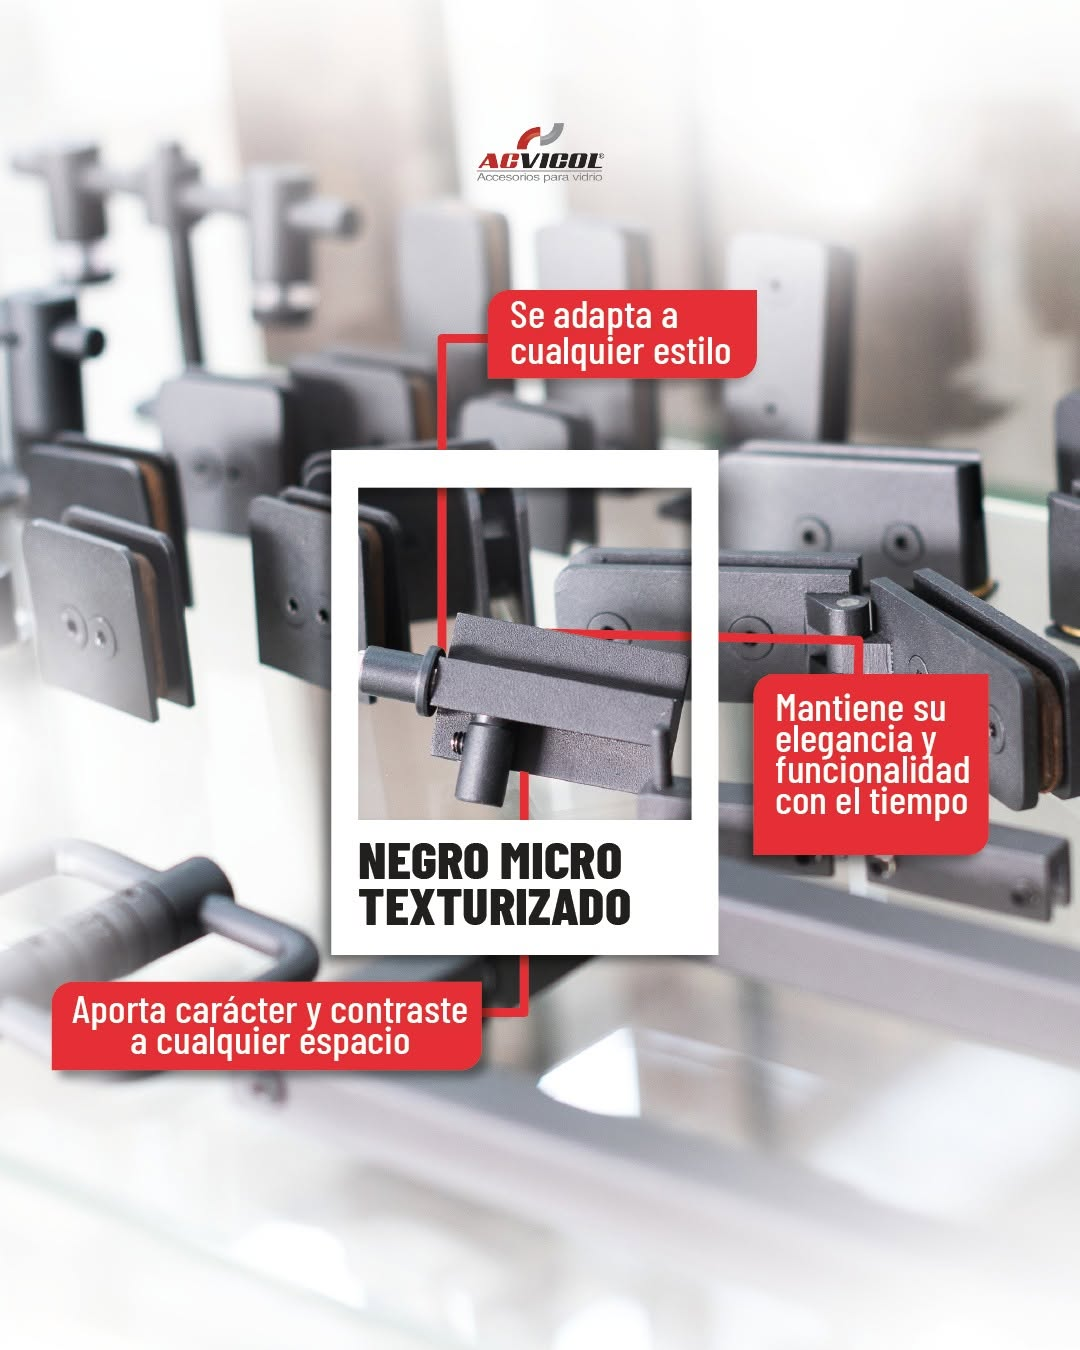 ACVICOL®
Accesorios para vidrio
Se adapta a
cualquier estilo
Mantiene su
elegancia y
funcionalidad
con el tiempo
NEGRO MICRO
TEXTURIZADO
Aporta carácter y contraste
a cualquier espacio